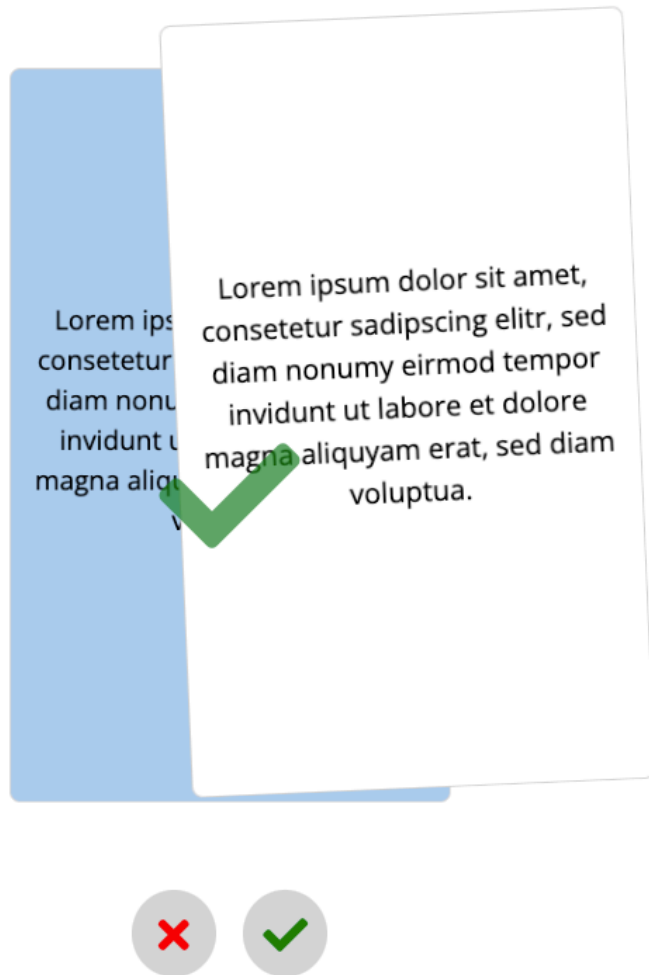 Lorem ipsum dolor sit amet,
consetetur sadipscing elitr, sed
diam nonumy eirmod tempor
invidunt ut labore et dolore
magna aliquyam erat, sed diam
voluptua.
Lorem ips
consetetur
diam nonu
invidunt u
magna aliqu
v